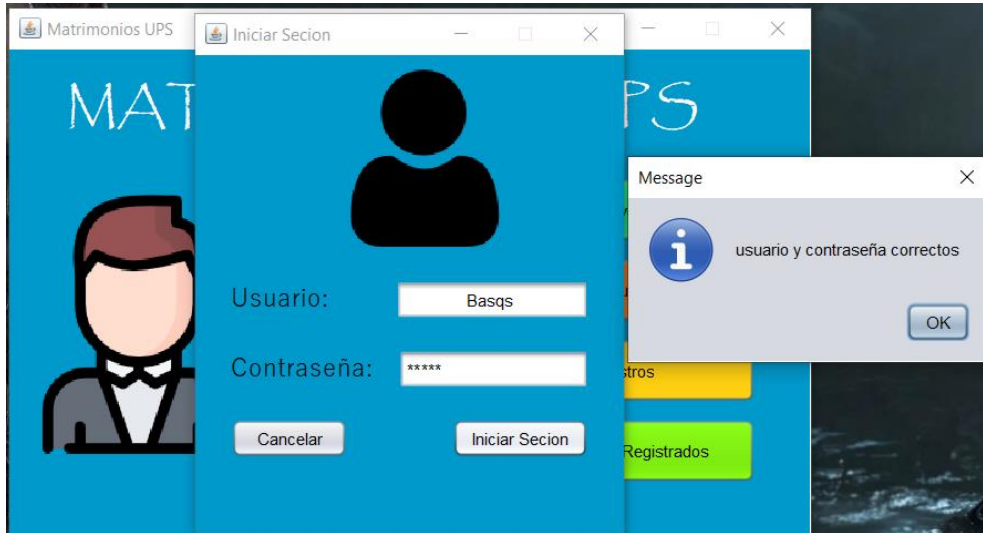 Matrimonios UPS
MAT
PS
stros
Registrados
Iniciar Secion
Usuario:
Basqs
Contraseña:
*****
Cancelar
Iniciar Secion
Message
usuario y contraseña correctos
OK